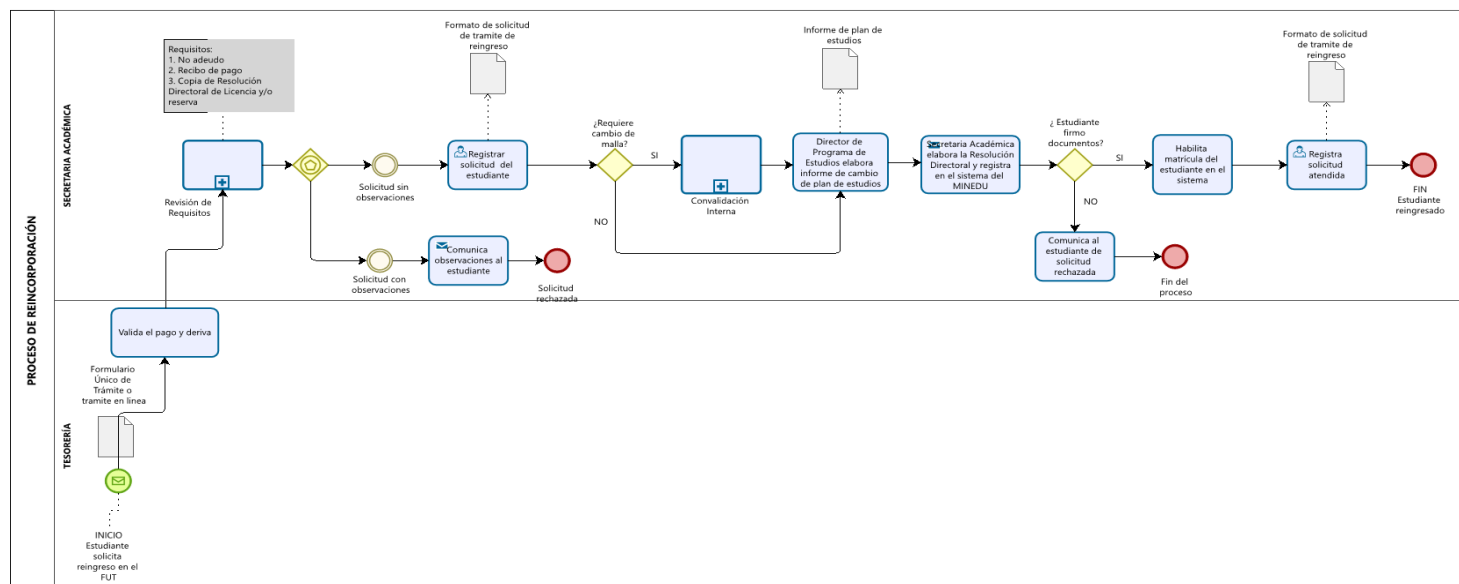 PROCESO DE REINCORPORACIÓN
SECRETARIA ACADÉMICA
Requisitos:
1. No adeudo
2. Recibo de pago
3. Copia de Resolución
Directoral de Licencia y/o
reserva
Revisión de
Requisitos
Solicitud sin
observaciones
Formato de solicitud
de tramite de
reingreso
Registrar
solicitud del
estudiante
Solicitud con
observaciones
Comunica
observaciones al
estudiante
Solicitud
rechazada
¿Requiere
cambio de
malla?
SI
NO
Convalidación
Interna
Informe de plan de
estudios
Director de
Programa de
Estudios elabora
informe de cambio
de plan de estudios
Secretaria Académica
elabora la Resolución
Directoral y registra
en el sistema del
MINEDU
¿ Estudiante
firmo
documentos?
SI
NO
Comunica al
estudiante de
solicitud
rechazada
Fin del
proceso
Habilita
matrícula del
estudiante en el
sistema
Formato de solicitud
de tramite de
reingreso
Registra
solicitud
atendida
FIN
Estudiante
reingresado
TESORERÍA
Valida el pago y deriva
Formulario
Único de
Trámite o
tramite en linea
INICIO
Estudiante
solicita
reingreso en el
FUT